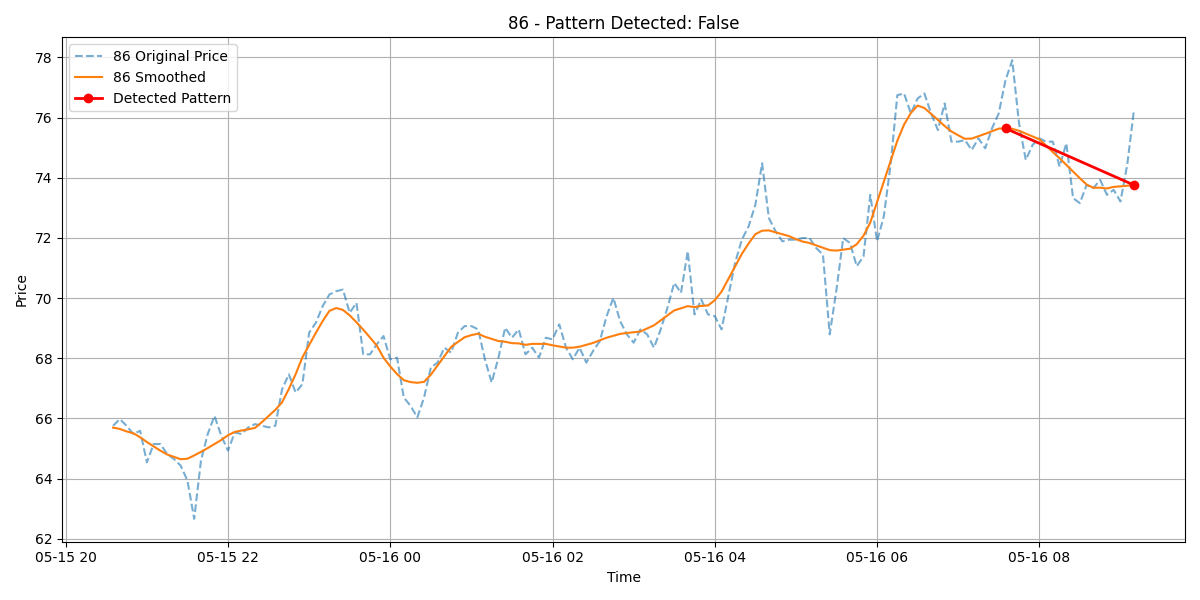 86 - Pattern Detected: False
86 Original Price
86 Smoothed
Detected Pattern
Price
78
76
74
72
70
68
66
64
62
05-15 20 05-15 22 05-16 00 05-16 02 05-16 04 05-16 06 05-16 08
Time